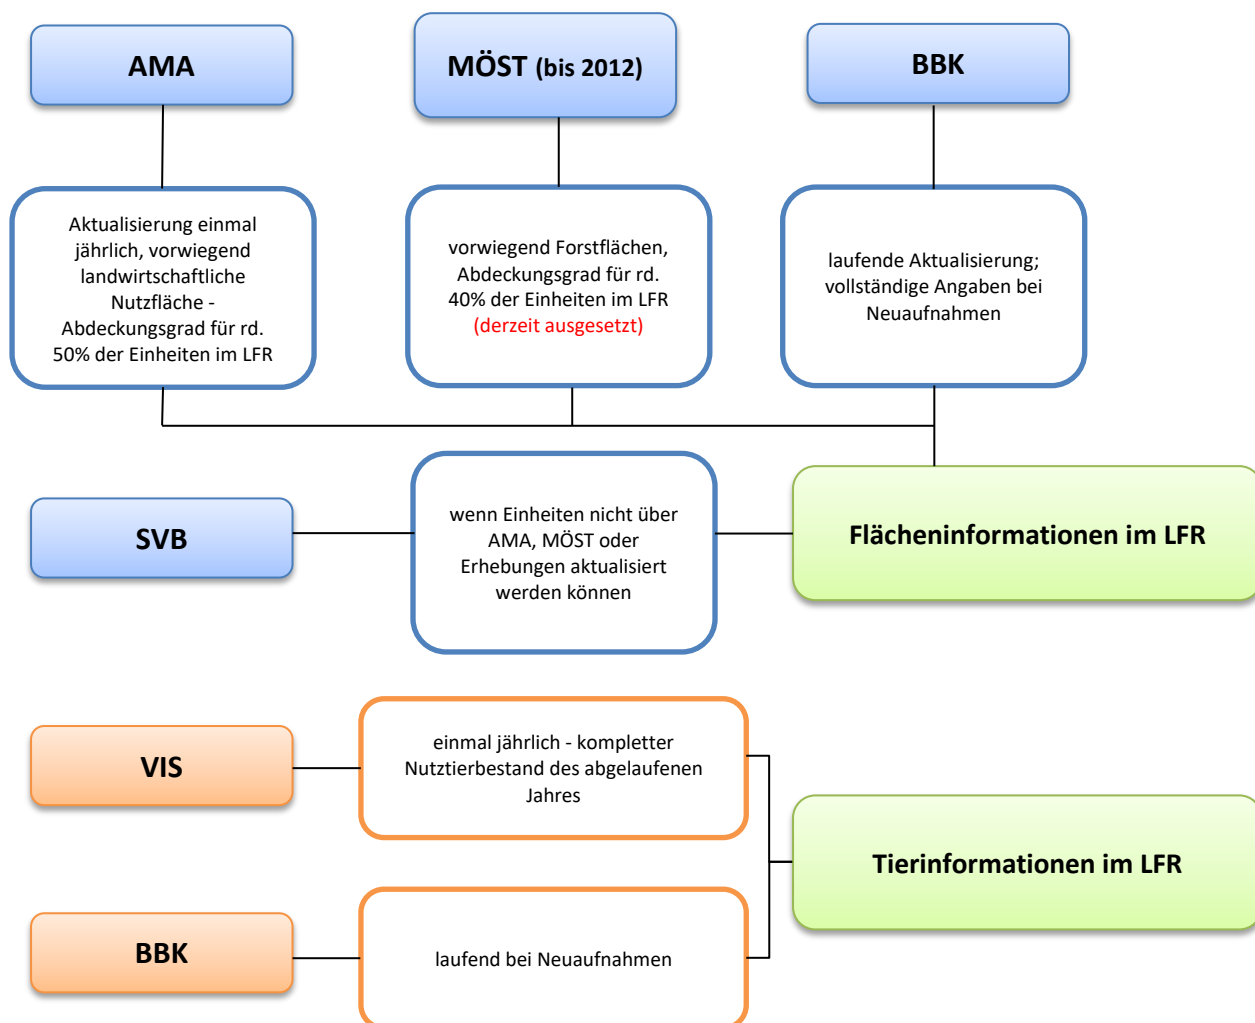 AMA
MÖST (bis 2012)
BBK
Aktualisierung einmal
jährlich, vorwiegend
landwirtschaftliche
Nutzfläche -
Abdeckungsgrad für rd.
50% der Einheiten im LFR
vorwiegend Forstflächen,
Abdeckungsgrad für rd.
40% der Einheiten im LFR
(derzeit ausgesetzt)
laufende Aktualisierung;
vollständige Angaben bei
Neuaufnahmen
SVB
wenn Einheiten nicht über
AMA, MÖST oder
Erhebungen aktualisiert
werden können
Flächeninformationen im LFR
VIS
einmal jährlich - kompletter
Nutztierbestand des abgelaufenen
Jahres
Tierinformationen im LFR
BBK
laufend bei Neuaufnahmen